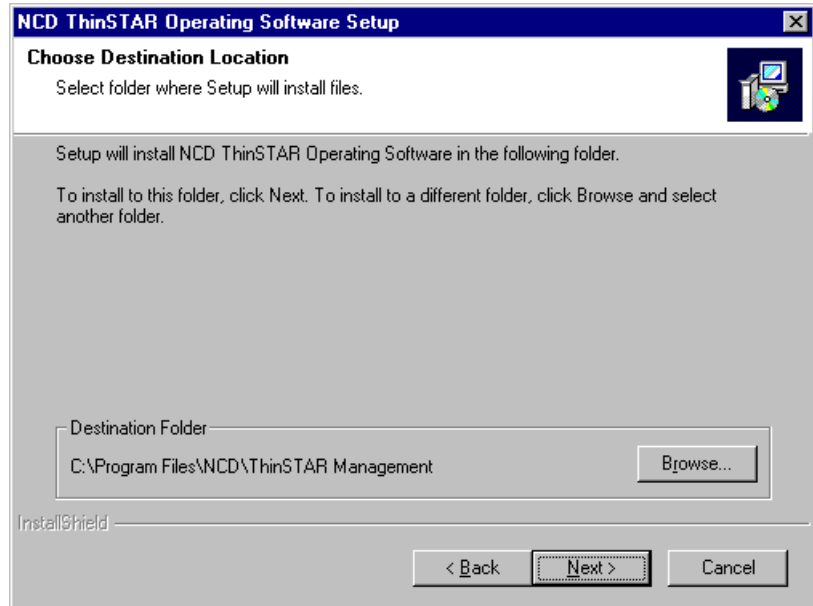 NCD ThinSTAR Operating Software Setup
Choose Destination Location
Select folder where Setup will install files.
Setup will install NCD ThinSTAR Operating Software in the following folder.
To install to this folder, click Next. To install to a different folder, click Browse and select
another folder.
Destination Folder
C:\Program Files\NCD\ThinSTAR Management
Browse...
InstallShield
< Back
Next >
Cancel